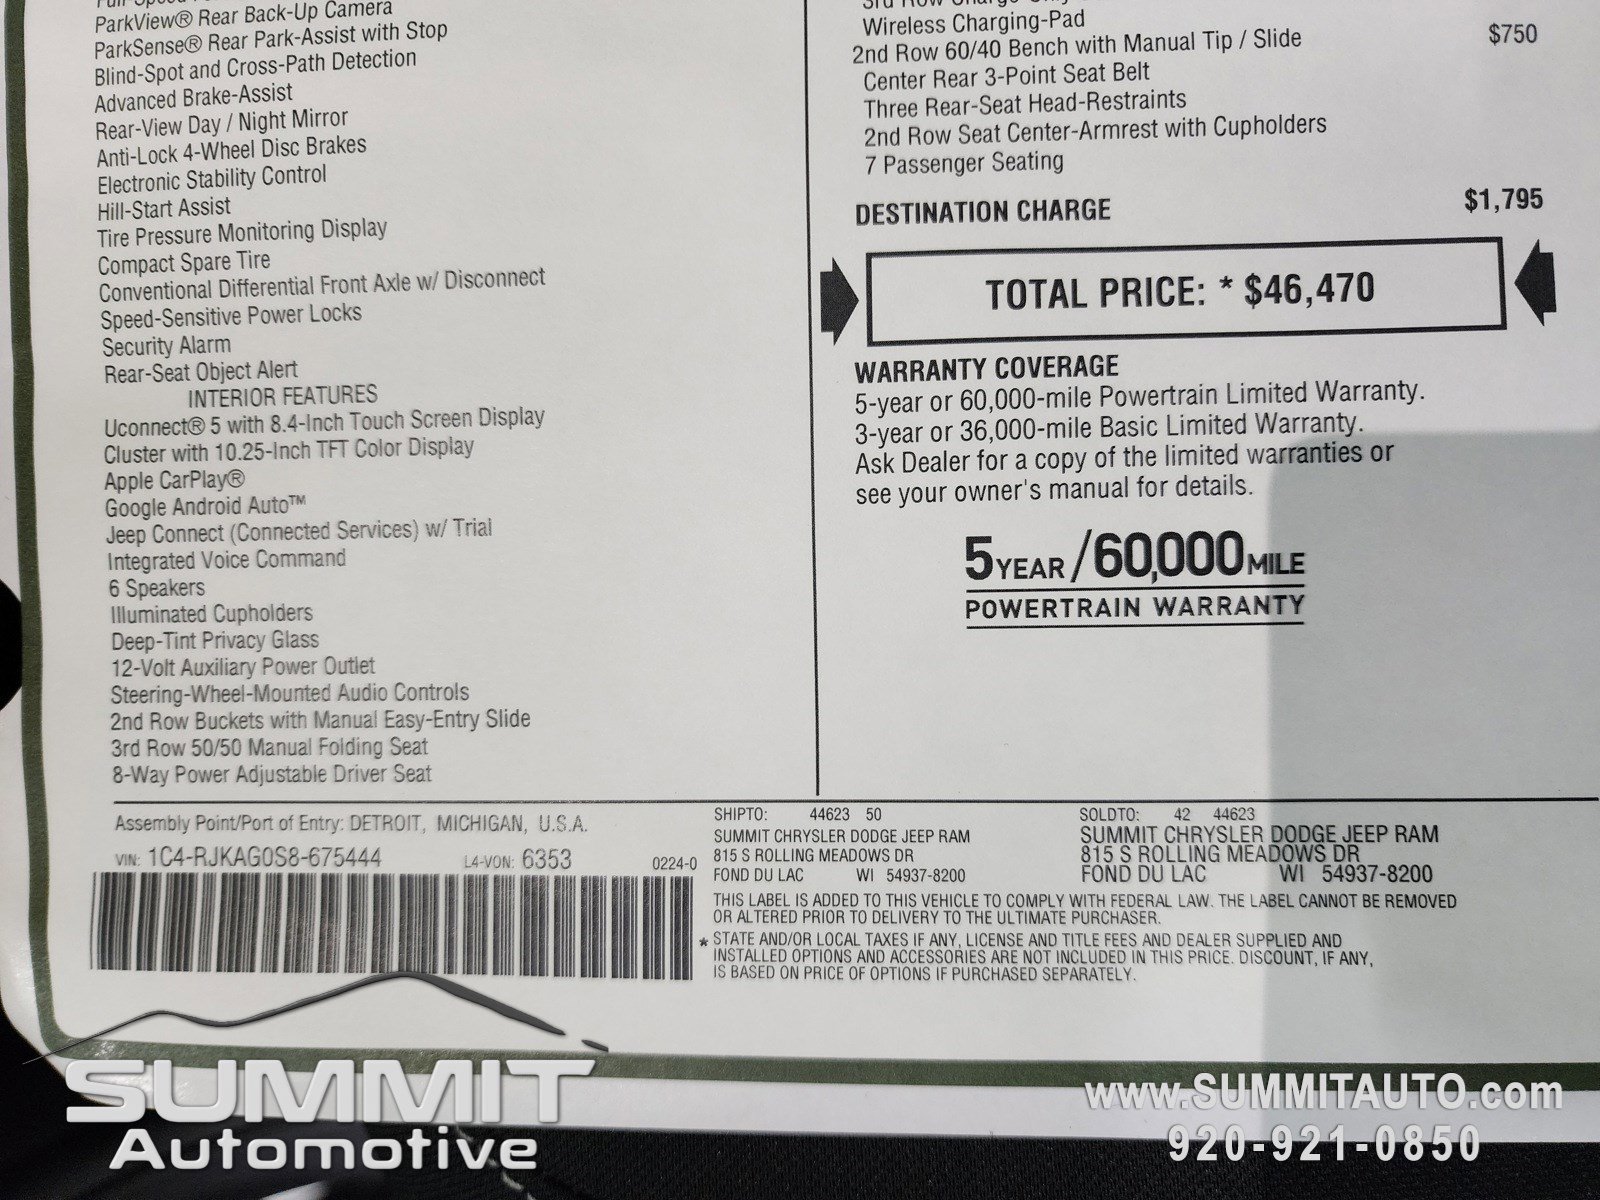 ParkView® Rear Back-Up Camera
ParkSense® Rear Park-Assist with Stop
Blind-Spot and Cross-Path Detection
Advanced Brake-Assist
Rear-View Day / Night Mirror
Anti-Lock 4-Wheel Disc Brakes
Electronic Stability Control
Hill-Start Assist
Tire Pressure Monitoring Display
Compact Spare Tire
Conventional Differential Front Axle w/ Disconnect
Speed-Sensitive Power Locks
Security Alarm
Rear-Seat Object Alert
INTERIOR FEATURES
Uconnect® 5 with 8.4-Inch Touch Screen Display
Cluster with 10.25-Inch TFT Color Display
Apple CarPlay®
Google Android Auto™
Jeep Connect (Connected Services) w/ Trial
Integrated Voice Command
6 Speakers
Illuminated Cupholders
Deep-Tint Privacy Glass
12-Volt Auxiliary Power Outlet
Steering-Wheel-Mounted Audio Controls
2nd Row Buckets with Manual Easy-Entry Slide
3rd Row 50/50 Manual Folding Seat
8-Way Power Adjustable Driver Seat
Wireless Charging-Pad
2nd Row 60/40 Bench with Manual Tip / Slide $750
Center Rear 3-Point Seat Belt
Three Rear-Seat Head-Restraints
2nd Row Seat Center-Armrest with Cupholders
7 Passenger Seating
DESTINATION CHARGE $1,795
TOTAL PRICE: * $46,470
WARRANTY COVERAGE
5-year or 60,000-mile Powertrain Limited Warranty.
3-year or 36,000-mile Basic Limited Warranty.
Ask Dealer for a copy of the limited warranties or
see your owner's manual for details.
5 YEAR / 60,000 MILE
POWERTRAIN WARRANTY
Assembly Point/Port of Entry: DETROIT, MICHIGAN, U.S.A.
VIN: 1C4-RJKAG0S8-675444 L4-VON: 6353 0224-0
SHIPTO: 44623 50
SUMMIT CHRYSLER DODGE JEEP RAM
815 S ROLLING MEADOWS DR
FOND DU LAC WI 54937-8200
SOLDTO: 42 44623
SUMMIT CHRYSLER DODGE JEEP RAM
815 S ROLLING MEADOWS DR
FOND DU LAC WI 54937-8200
THIS LABEL IS ADDED TO THIS VEHICLE TO COMPLY WITH FEDERAL LAW. THE LABEL CANNOT BE REMOVED
OR ALTERED PRIOR TO DELIVERY TO THE ULTIMATE PURCHASER.
* STATE AND/OR LOCAL TAXES IF ANY, LICENSE AND TITLE FEES AND DEALER SUPPLIED AND
INSTALLED OPTIONS AND ACCESSORIES ARE NOT INCLUDED IN THIS PRICE. DISCOUNT, IF ANY,
IS BASED ON PRICE OF OPTIONS IF PURCHASED SEPARATELY.
SUMMIT
Automotive
www.SUMMITAUTO.com
920-921-0850